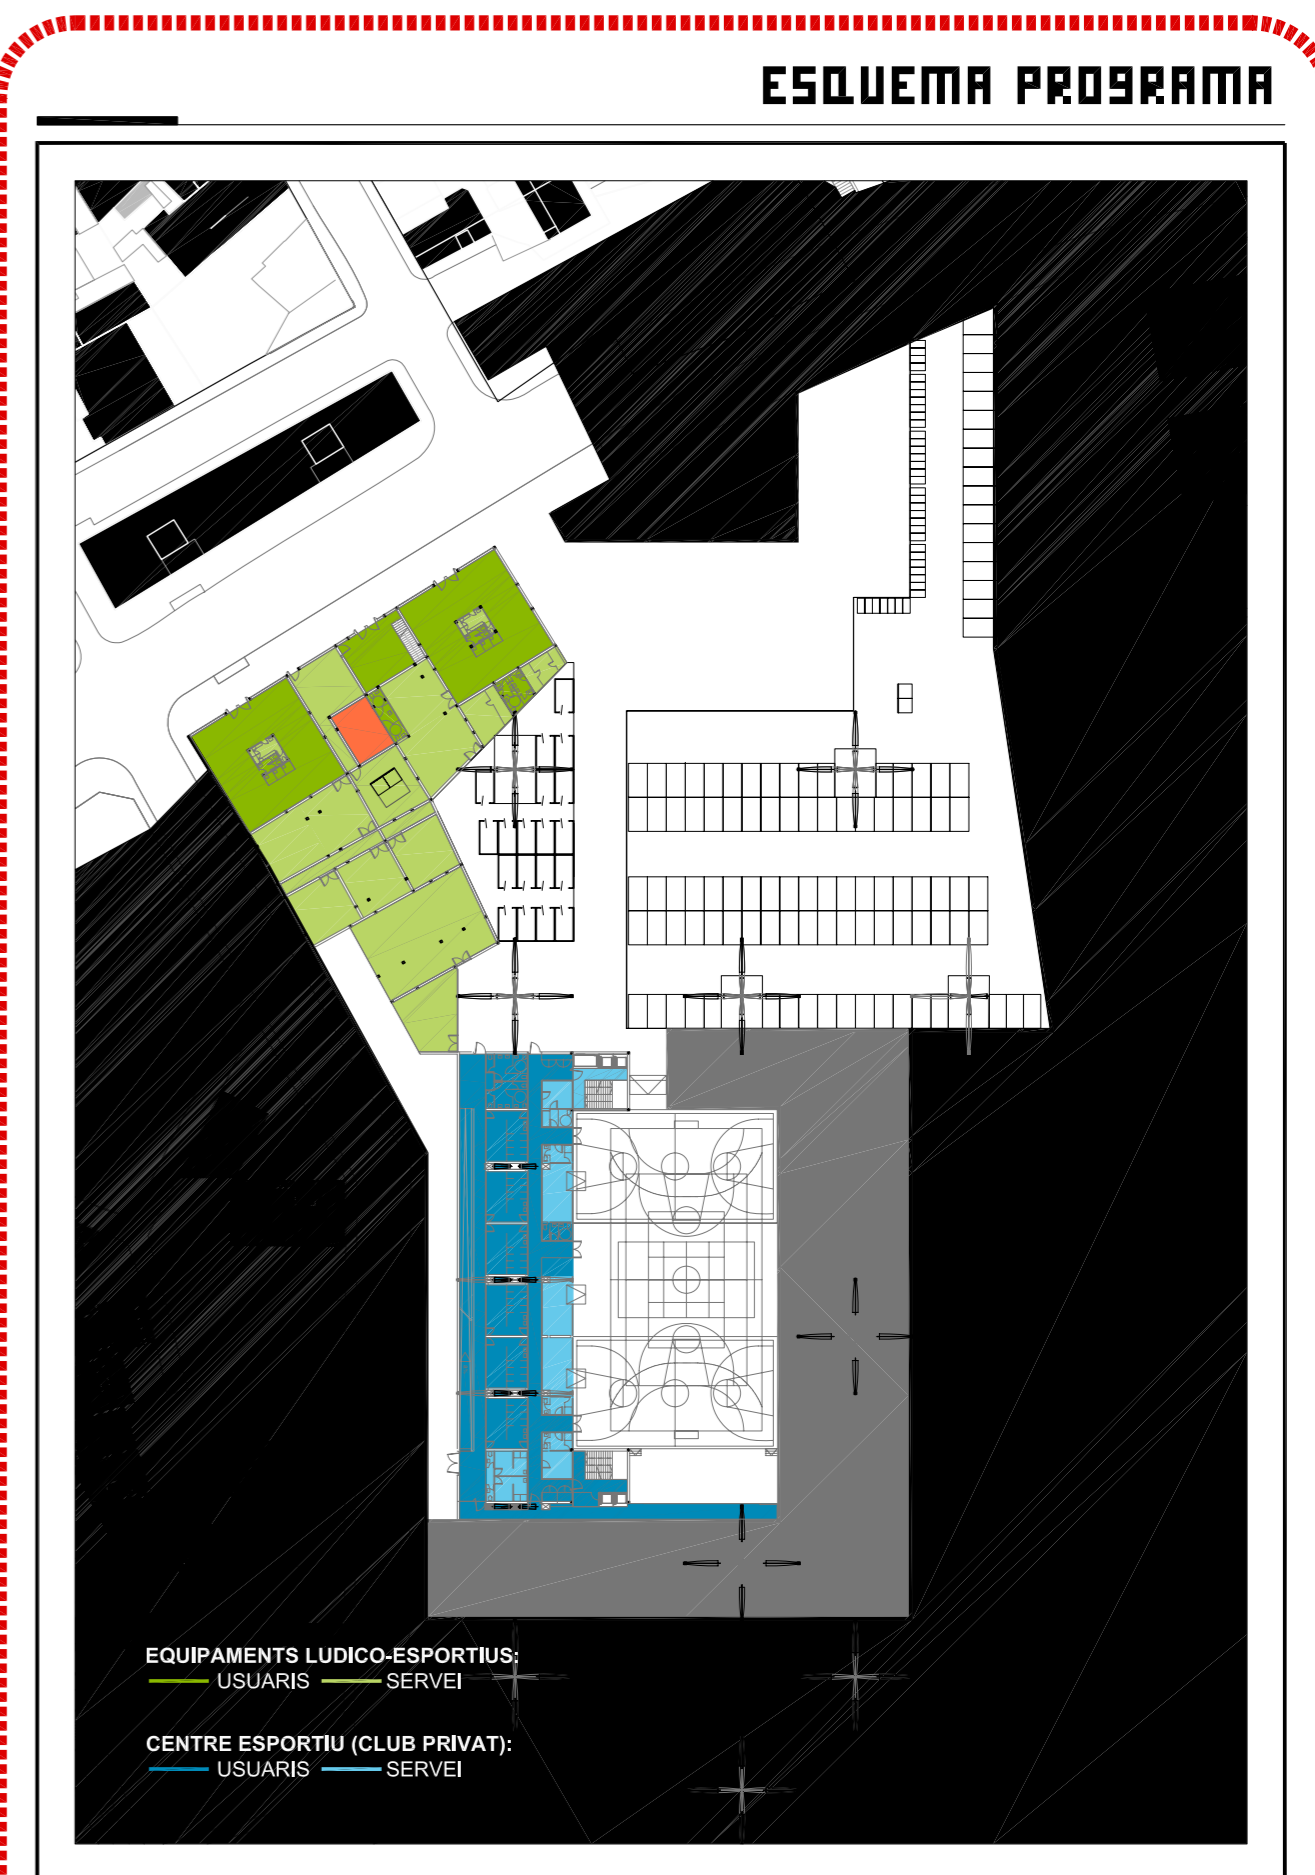 ESQUEMA PROGRAMA
EQUIPAMENTS LUDICO-ESPORTIUS:
USUARIS SERVEI
CENTRE ESPORTIU (CLUB PRIVAT):
USUARIS SERVEI